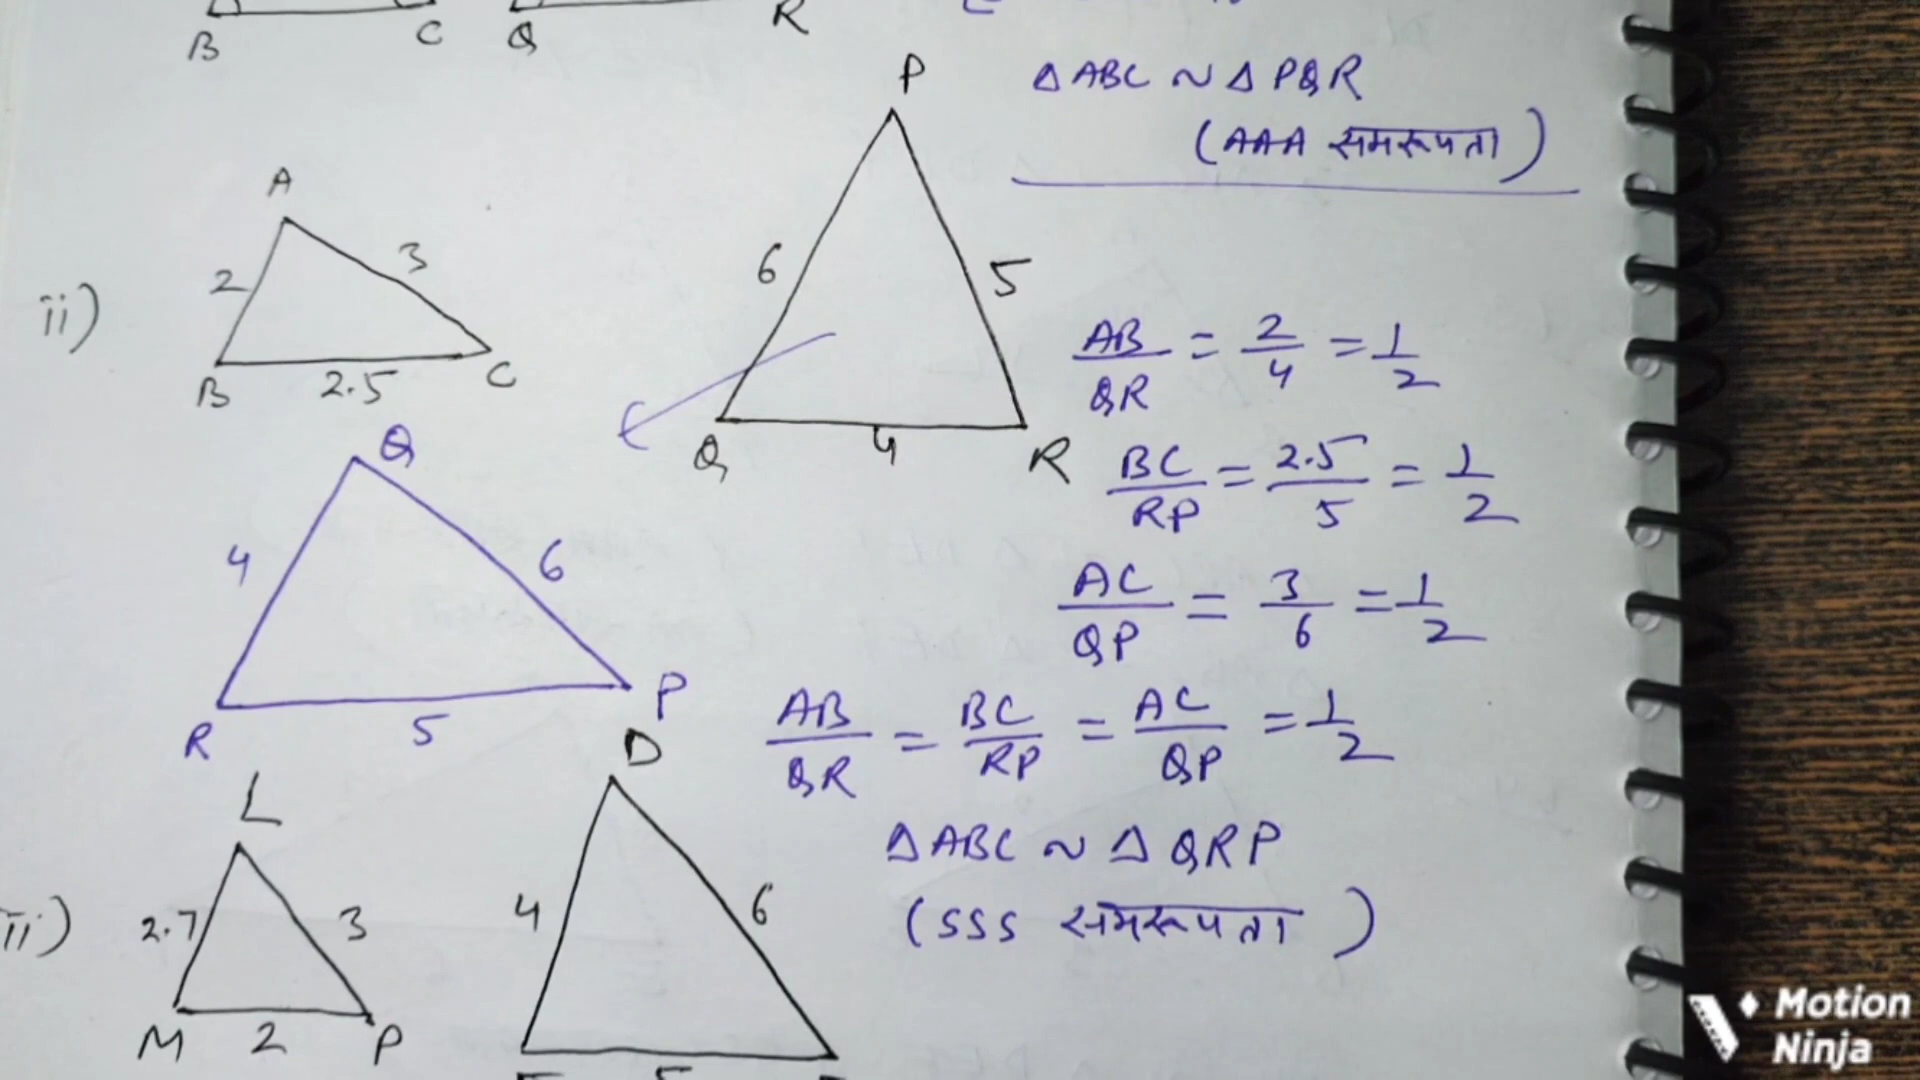 B C Q R
P
Δ ABC ~ Δ PQR
(AAA समरूपता)
A
ii) 2 3 6 5
B 2.5 C
Q 4 R
AB/QR = 2/4 = 1/2
BC/RP = 2.5/5 = 1/2
Q
4 6
R 5 P
AC/QP = 3/6 = 1/2
AB/QR = BC/RP = AC/QP = 1/2
Δ ABC ~ Δ QRP
(SSS समरूपता)
L D
2.7 3 4 6
M 2 P
Motion
Ninja